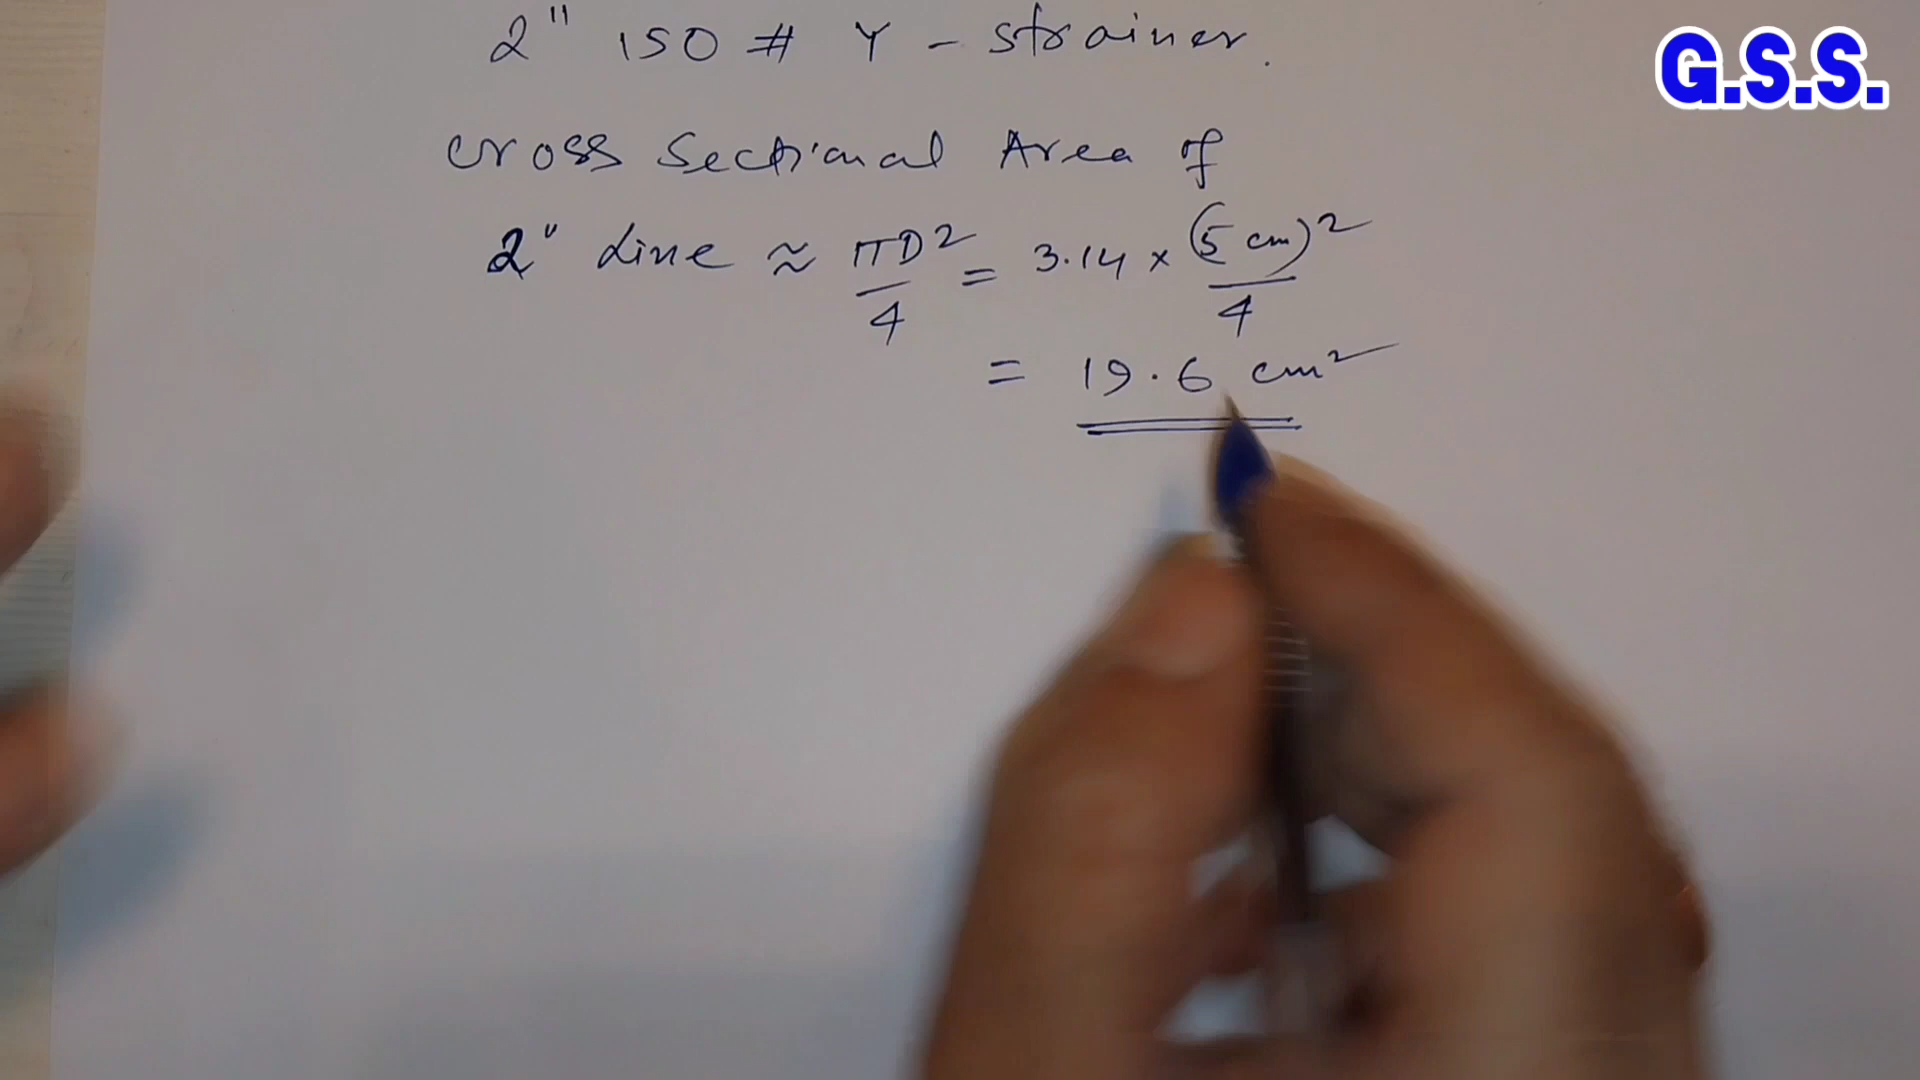 2" 150 # Y - strainer.
G.S.S.
cross sectional Area of
2" Line ≈ πD²/4 = 3.14 × (5 cm)²/4
= 19.6 cm²